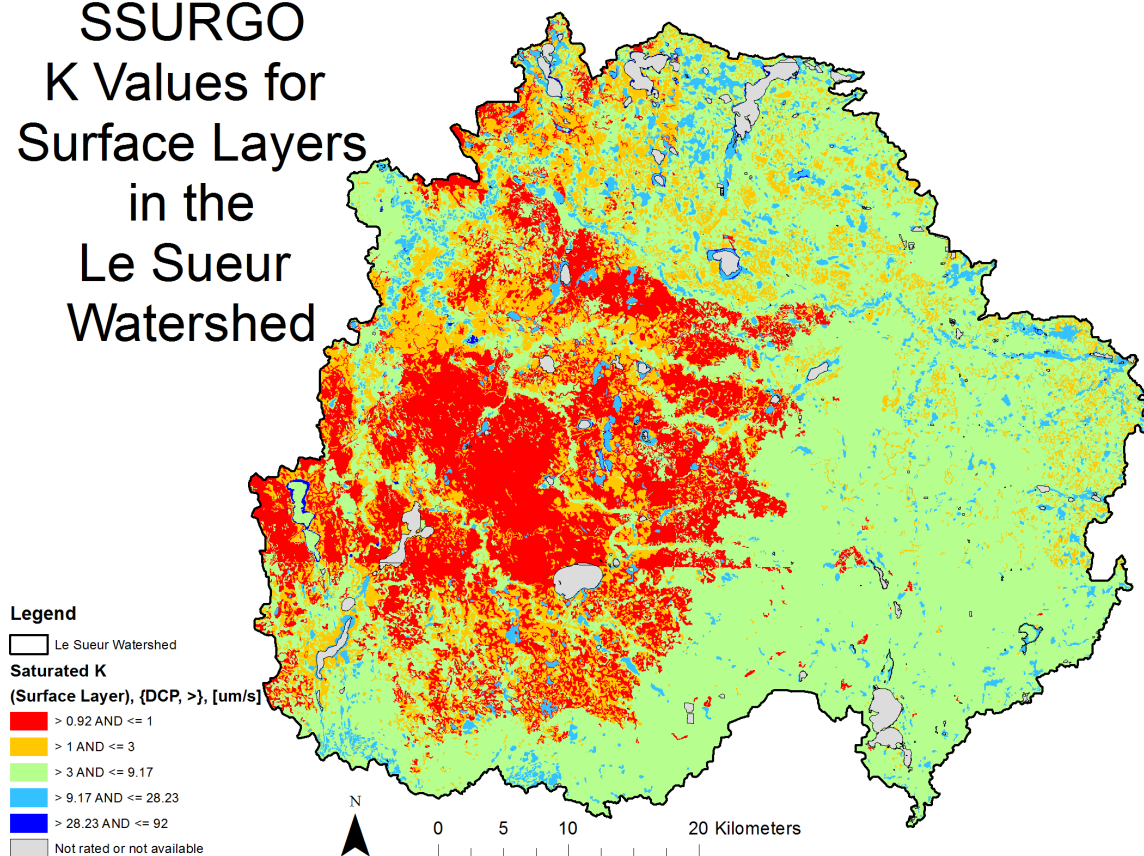 SSURGO
K Values for
Surface Layers
in the
Le Sueur
Watershed
Legend
Le Sueur Watershed
Saturated K
(Surface Layer), {DCP, >}, [um/s]
> 0.92 AND <= 1
> 1 AND <= 3
> 3 AND <= 9.17
> 9.17 AND <= 28.23
> 28.23 AND <= 92
Not rated or not available
N
0 5 10 20 Kilometers